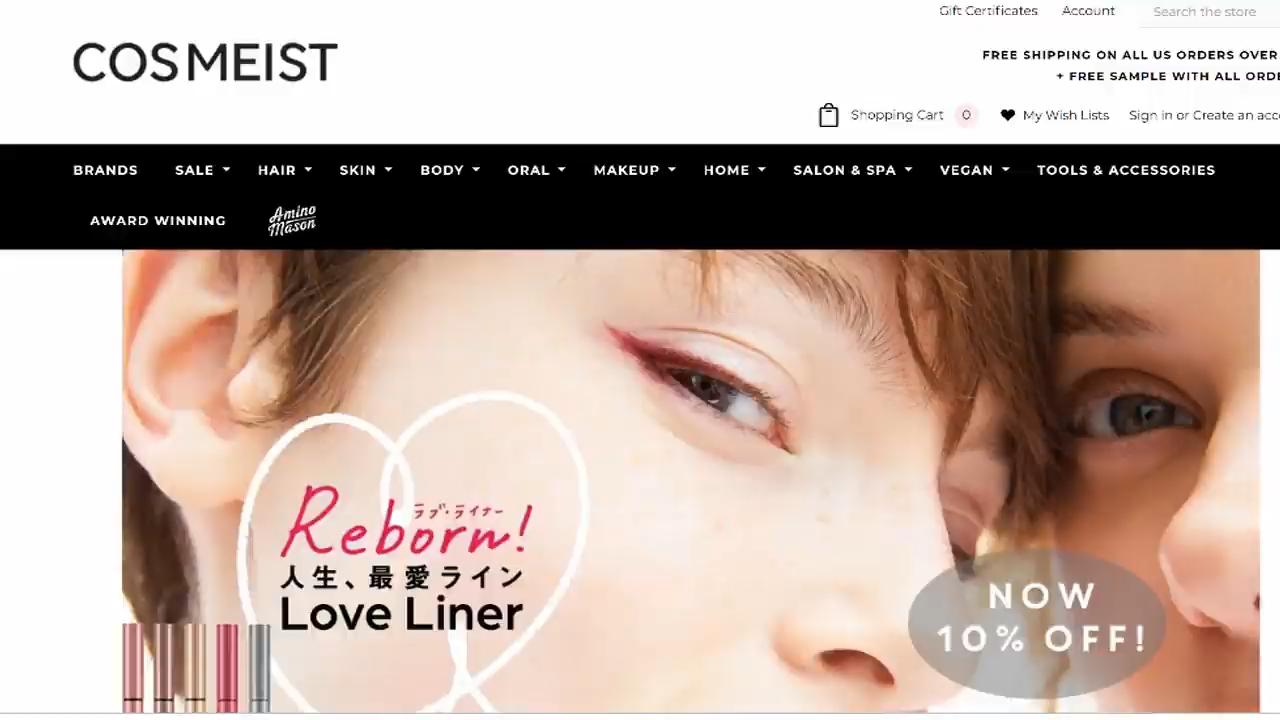 Gift Certificates Account Search the store
COSMEIST
FREE SHIPPING ON ALL US ORDERS OVER
+ FREE SAMPLE WITH ALL
Shopping Cart 0 My Wish Lists Sign in or Create an
BRANDS SALE HAIR SKIN BODY ORAL MAKEUP HOME SALON & SPA VEGAN TOOLS & ACCESSORIES
AWARD WINNING Amino
Mason
ラブ・ライナー
Reborn!
人生、最愛ライン
Love Liner
NOW
10% OFF!